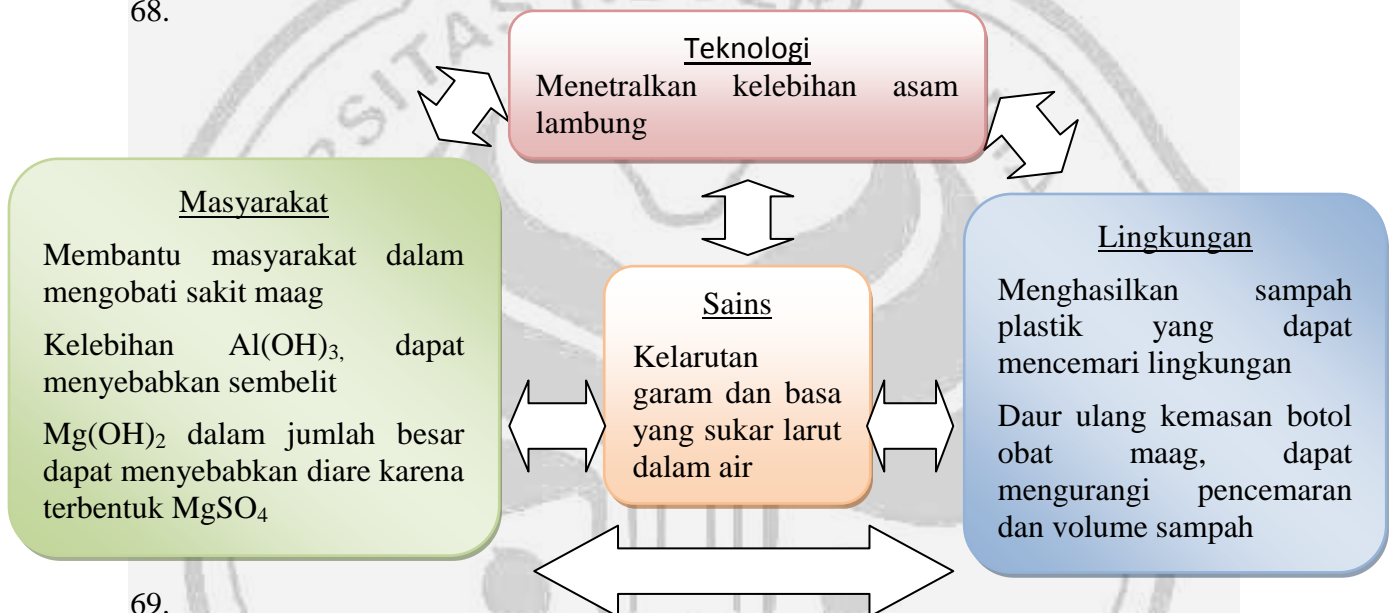 68.
Teknologi
Menetralkan kelebihan asam
lambung
Masyarakat
Membantu masyarakat dalam
mengobati sakit maag
Kelebihan Al(OH)3, dapat
menyebabkan sembelit
Mg(OH)2 dalam jumlah besar
dapat menyebabkan diare karena
terbentuk MgSO4
Sains
Kelarutan
garam dan basa
yang sukar larut
dalam air
Lingkungan
Menghasilkan sampah
plastik yang dapat
mencemari lingkungan
Daur ulang kemasan botol
obat maag, dapat
mengurangi pencemaran
dan volume sampah
69.